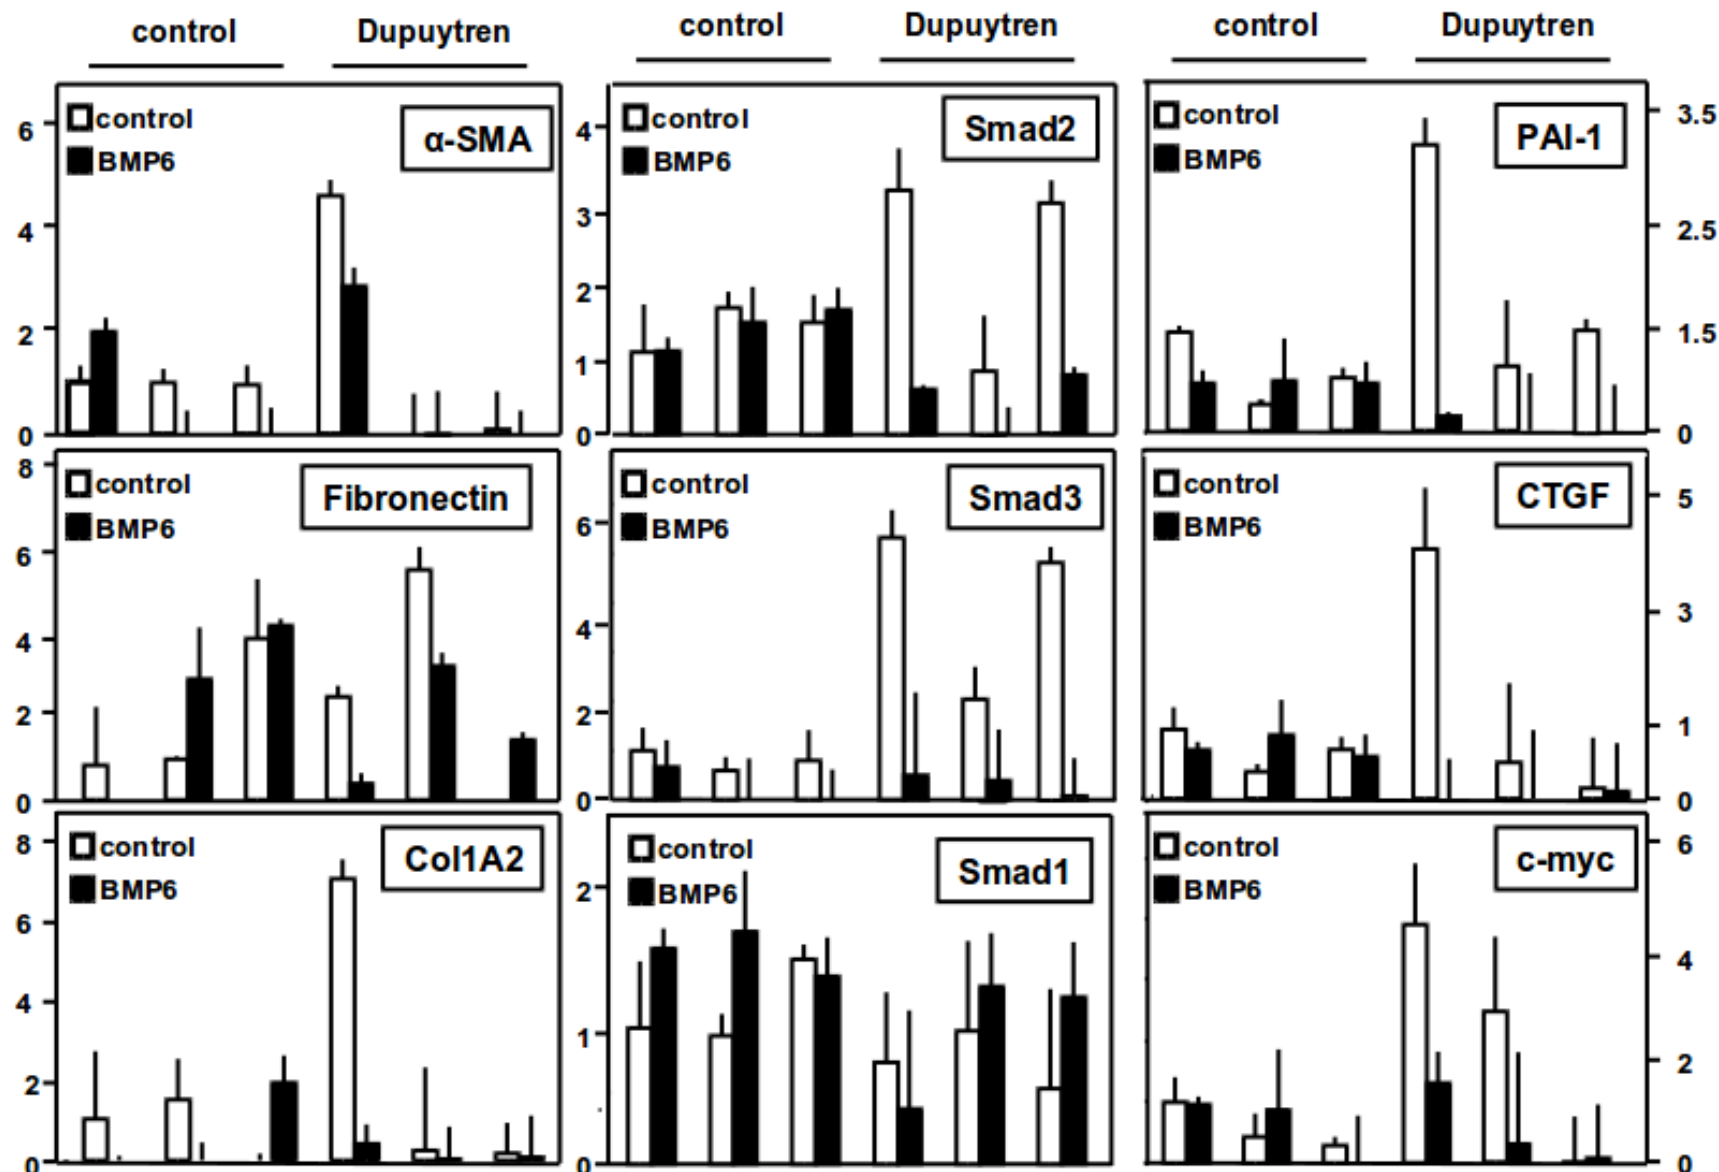 control Dupuytren control Dupuytren control Dupuytren
control
BMP6
α-SMA
6
4
2
0
control
BMP6
Smad2
4
3
2
1
0
control
BMP6
PAI-1
3.5
2.5
1.5
0
control
BMP6
Fibronectin
8
6
4
2
0
control
BMP6
Smad3
6
4
2
0
control
BMP6
CTGF
5
3
1
0
control
BMP6
Col1A2
8
6
4
2
0
control
BMP6
Smad1
2
1
0
control
BMP6
c-myc
6
4
2
0